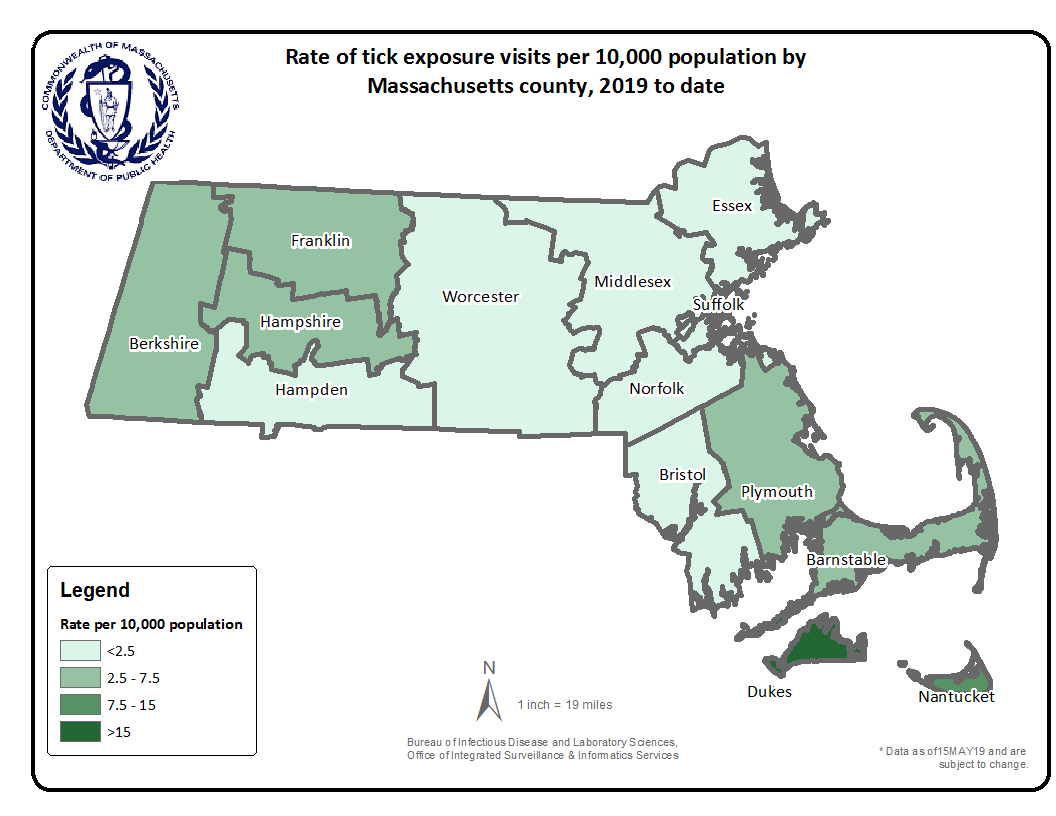 COMMONWEALTH OF MASSACHUSETTS
DEPARTMENT OF PUBLIC HEALTH
Rate of tick exposure visits per 10,000 population by
Massachusetts county, 2019 to date
Essex
Franklin
Middlesex
Worcester
Suffolk
Hampshire
Berkshire
Hampden
Norfolk
Bristol
Plymouth
Barnstable
Dukes
Nantucket
Legend
Rate per 10,000 population
<2.5
2.5 - 7.5
7.5 - 15
>15
N
1 inch = 19 miles
Bureau of Infectious Disease and Laboratory Sciences,
Office of Integrated Surveillance & Informatics Services
* Data as of15MAY19 and are
subject to change.